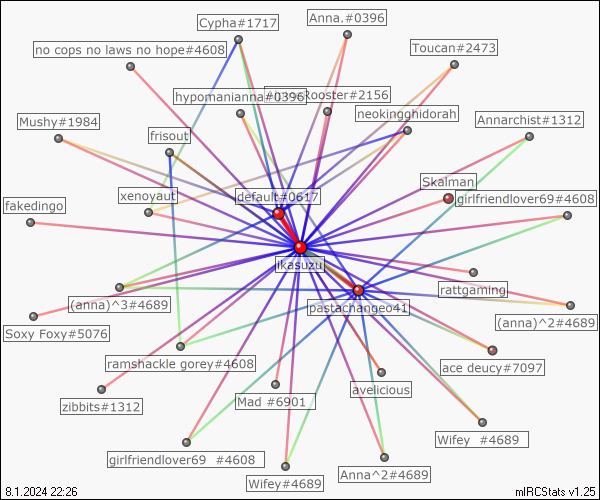 Cypha#1717
Anna.#0396
no cops no laws no hope#4608
Toucan#2473
hypomanianna#0396
Rooster#2156
neokingghidorah
Mushy#1984
frisout
Annarchist#1312
Skalman
xenoyaut
default#0617
girlfriendlover69#4608
fakedingo
ikasuzu
rattgaming
(anna)^3#4689
pastachangeo41
(anna)^2#4689
Soxy Foxy#5076
ramshackle gorey#4608
ace deucy#7097
zibbits#1312
Mad #6901
avelicious
girlfriendlover69 #4608
Wifey #4689
Wifey#4689
Anna^2#4689
8.1.2024 22:26
mIRCStats v1.25